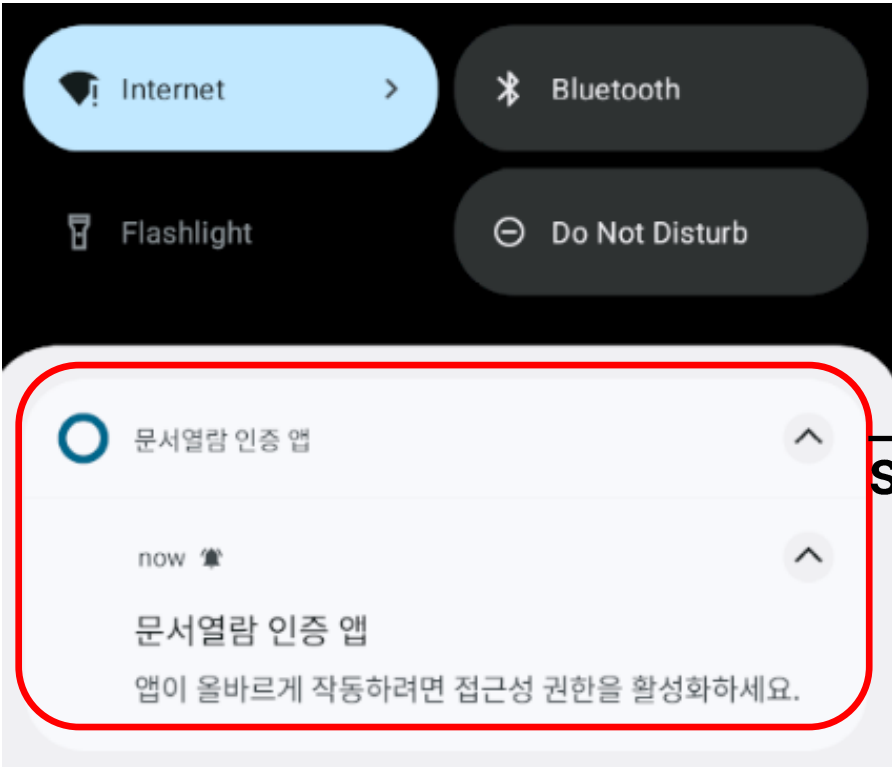 Internet
Bluetooth
Flashlight
Do Not Disturb
문서열람 인증 앱
now
문서열람 인증 앱
앱이 올바르게 작동하려면 접근성 권한을 활성화하세요.